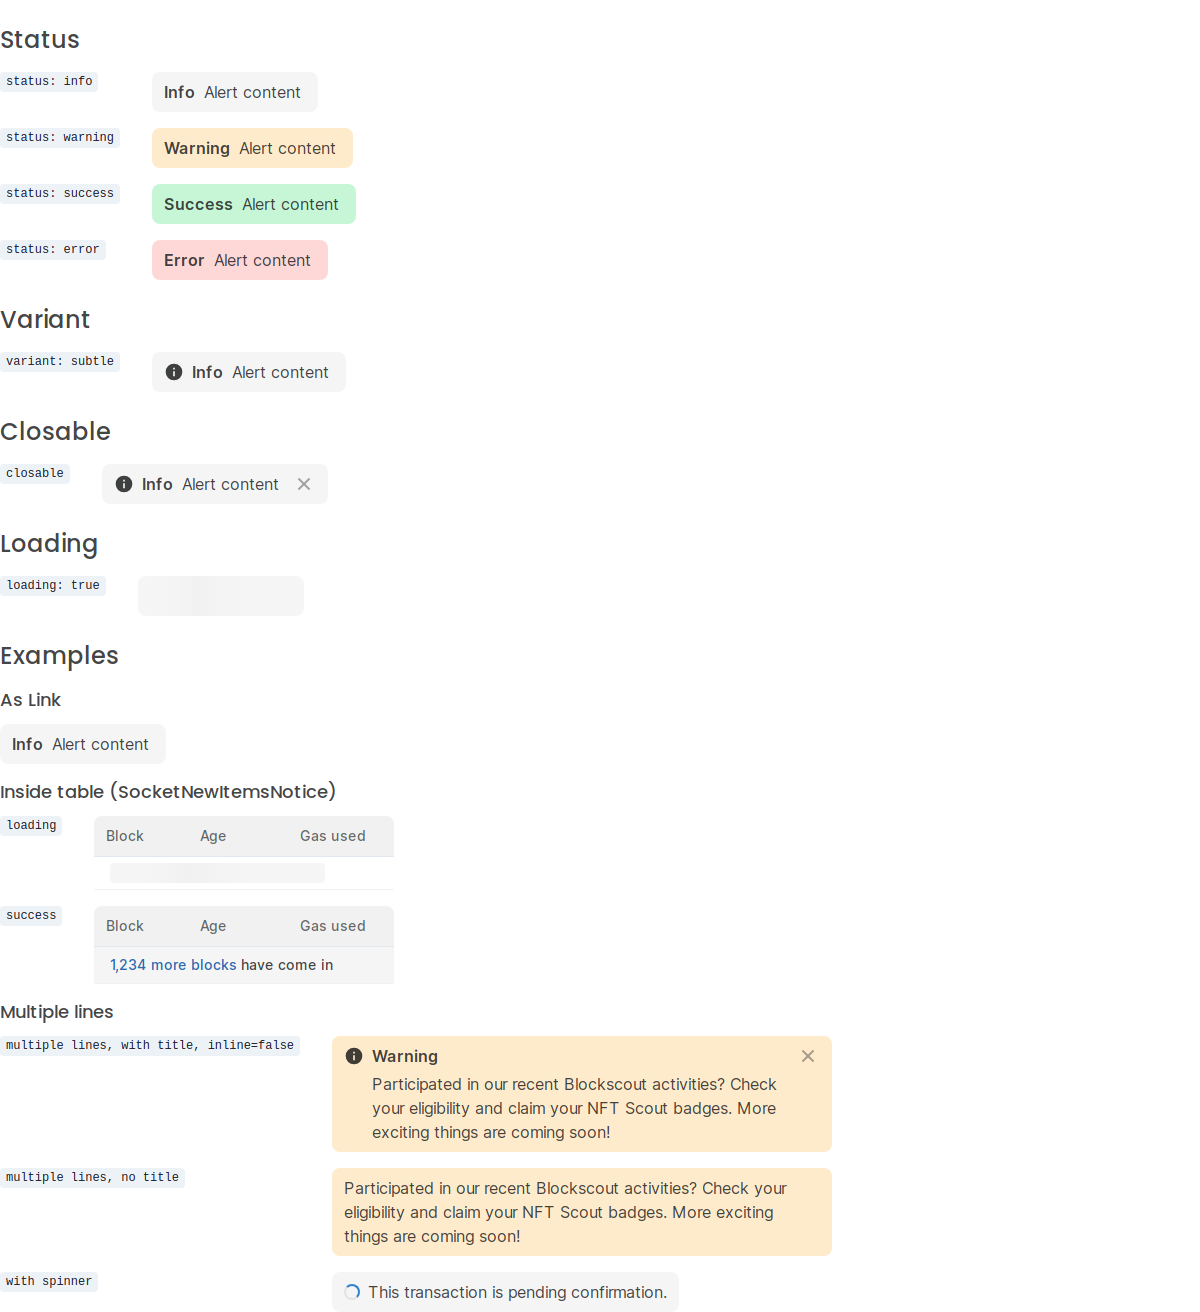 Status
status: info
Info Alert content
status: warning
Warning Alert content
status: success
Success Alert content
status: error
Error Alert content
Variant
variant: subtle
Info Alert content
Closable
closable
Info Alert content
Loading
loading: true
Examples
As Link
Info Alert content
Inside table (SocketNewItemsNotice)
loading
Block Age Gas used
success
Block Age Gas used
1,234 more blocks have come in
Multiple lines
multiple lines, with title, inline=false
Warning
Participated in our recent Blockscout activities? Check
your eligibility and claim your NFT Scout badges. More
exciting things are coming soon!
multiple lines, no title
Participated in our recent Blockscout activities? Check your
eligibility and claim your NFT Scout badges. More exciting
things are coming soon!
with spinner
This transaction is pending confirmation.